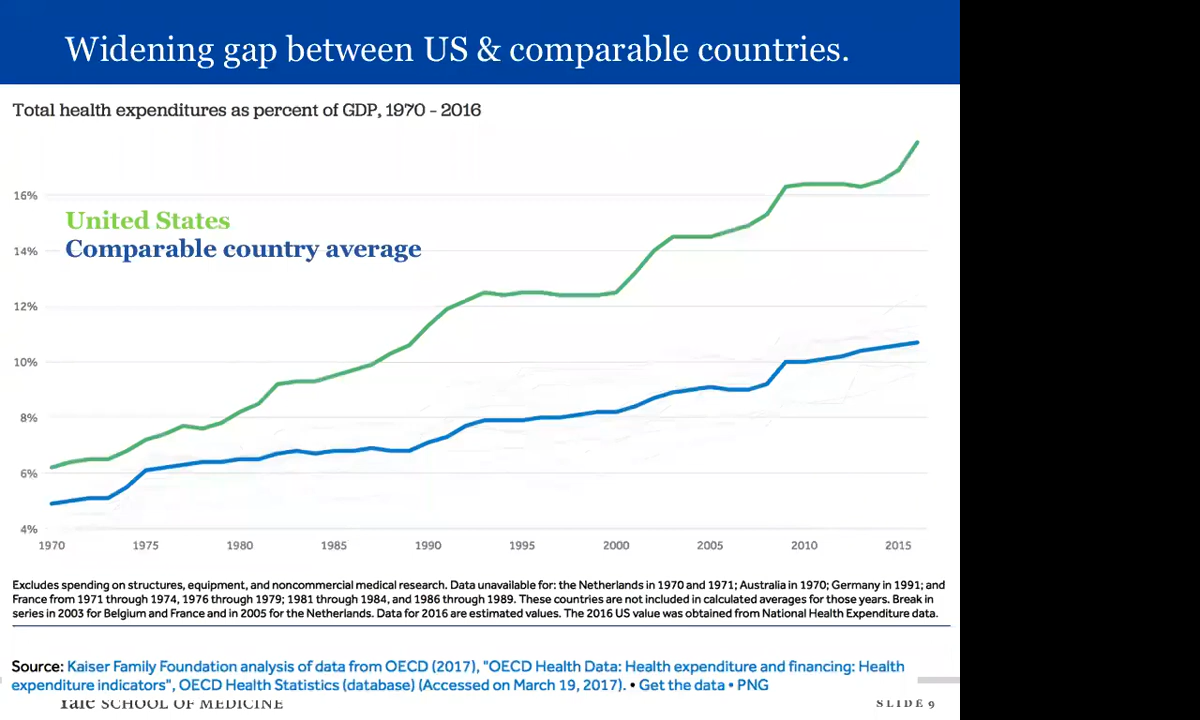 Widening gap between US & comparable countries.
Total health expenditures as percent of GDP, 1970 - 2016
16%
United States
14%
Comparable country average
12%
10%
8%
6%
4%
1970 1975 1980 1985 1990 1995 2000 2005 2010 2015
Excludes spending on structures, equipment, and noncommercial medical research. Data unavailable for: the Netherlands in 1970 and 1971; Australia in 1970; Germany in 1991; and
France from 1971 through 1974, 1976 through 1979; 1981 through 1984, and 1986 through 1989. These countries are not included in calculated averages for those years. Break in
series in 2003 for Belgium and France and in 2005 for the Netherlands. Data for 2016 are estimated values. The 2016 US value was obtained from National Health Expenditure data.
Source: Kaiser Family Foundation analysis of data from OECD (2017), "OECD Health Data: Health expenditure and financing: Health
expenditure indicators", OECD Health Statistics (database) (Accessed on March 19, 2017). • Get the data • PNG
Yale SCHOOL OF MEDICINE SLIDE 9